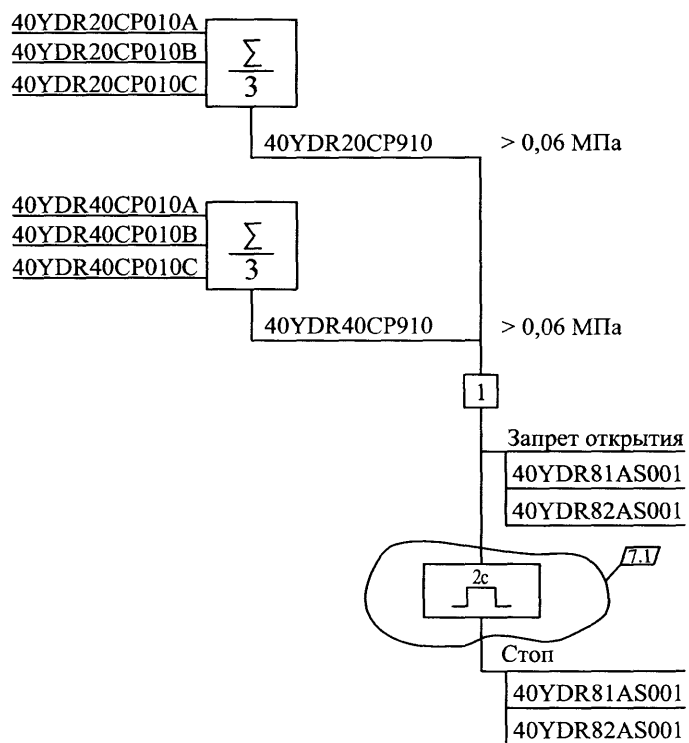 40YDR20CP010A
40YDR20CP010B
40YDR20CP010C
Σ
3
40YDR20CP910 > 0,06 МПа
40YDR40CP010A
40YDR40CP010B
40YDR40CP010C
Σ
3
40YDR40CP910 > 0,06 МПа
1
Запрет открытия
40YDR81AS001
40YDR82AS001
7.1
2с
Стоп
40YDR81AS001
40YDR82AS001